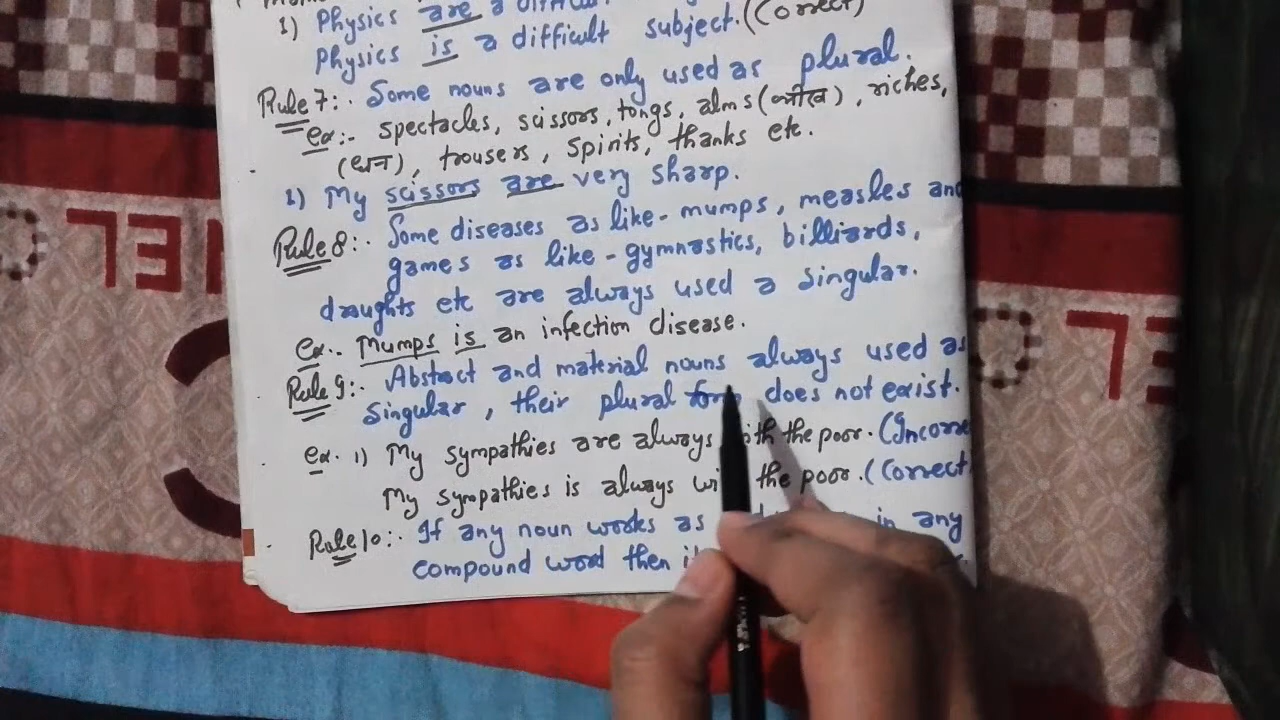 1) Physics are a
Physics is a difficult subject. (Correct)
Rule 7:. Some nouns are only used as plural.
ex:- spectacles, scissors, tongs, alms (भीख), riches,
(धन), trousers, spirits, thanks etc.
1) My scissors are very sharp.
Rule 8:. Some diseases as like - mumps, measles and
games as like - gymnastics, billiards,
draughts etc are always used a singular.
Ex:. Mumps is an infection disease.
Rule 9:. Abstract and material nouns always used as
singular, their plural form does not exist.
ex. 1) My sympathies are always with the poor. (Incorre
My sympathies is always with the poor. (Correct
Rule 10:. If any noun works as in any
compound word then